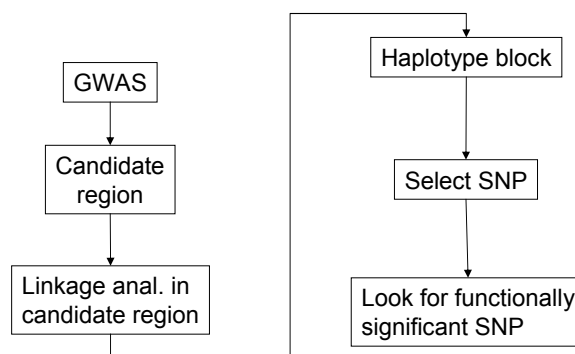 GWAS
Candidate
region
Linkage anal. in
candidate region
Haplotype block
Select SNP
Look for functionally
significant SNP